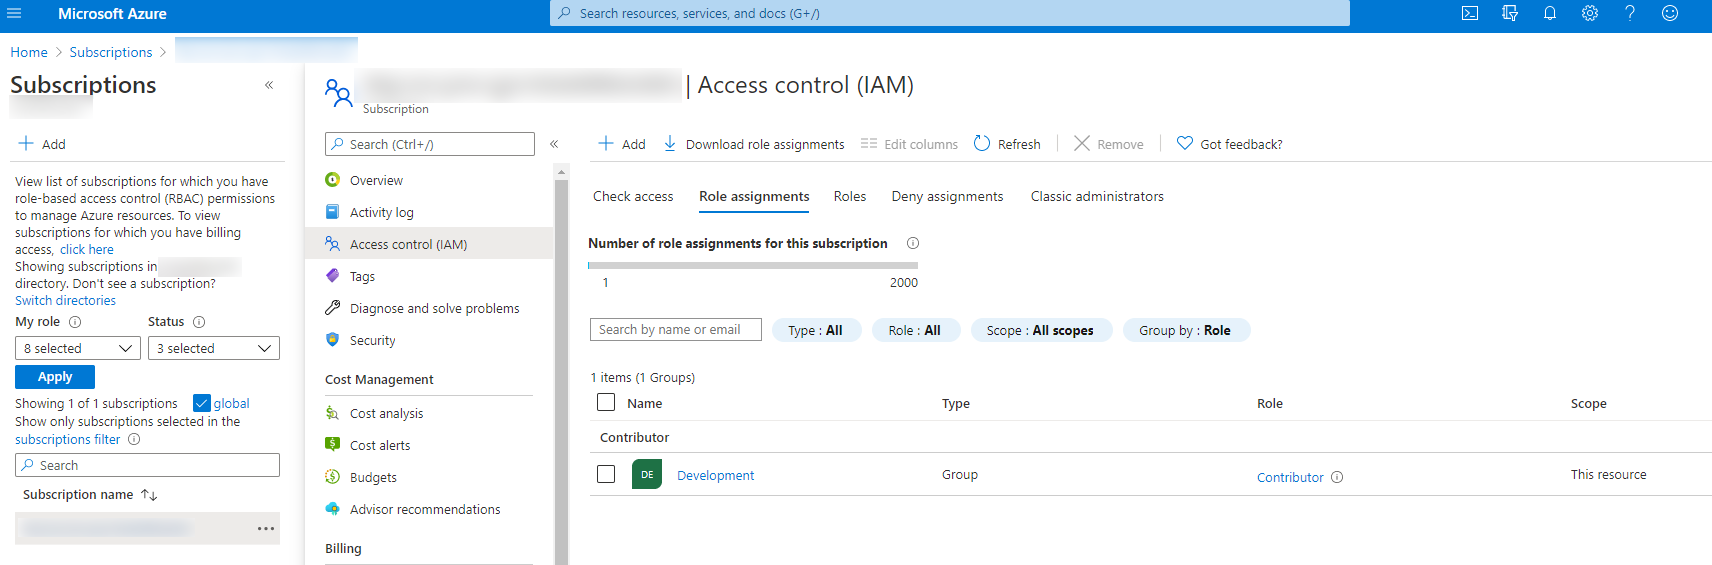 Microsoft Azure
Search resources, services, and docs (G+/)
Home > Subscriptions >
Subscriptions
Add
View list of subscriptions for which you have
role-based access control (RBAC) permissions
to manage Azure resources. To view
subscriptions for which you have billing
access, click here
Showing subscriptions in
directory. Don't see a subscription?
Switch directories
My role Status
8 selected 3 selected
Apply
Showing 1 of 1 subscriptions global
Show only subscriptions selected in the
subscriptions filter
Search
Subscription name
| Access control (IAM)
Subscription
Search (Ctrl+/)
Overview
Activity log
Access control (IAM)
Tags
Diagnose and solve problems
Security
Cost Management
Cost analysis
Cost alerts
Budgets
Advisor recommendations
Billing
Add Download role assignments Edit columns Refresh Remove Got feedback?
Check access Role assignments Roles Deny assignments Classic administrators
Number of role assignments for this subscription
1 2000
Search by name or email Type : All Role : All Scope : All scopes Group by : Role
1 items (1 Groups)
Name Type Role Scope
Contributor
DE Development Group Contributor This resource